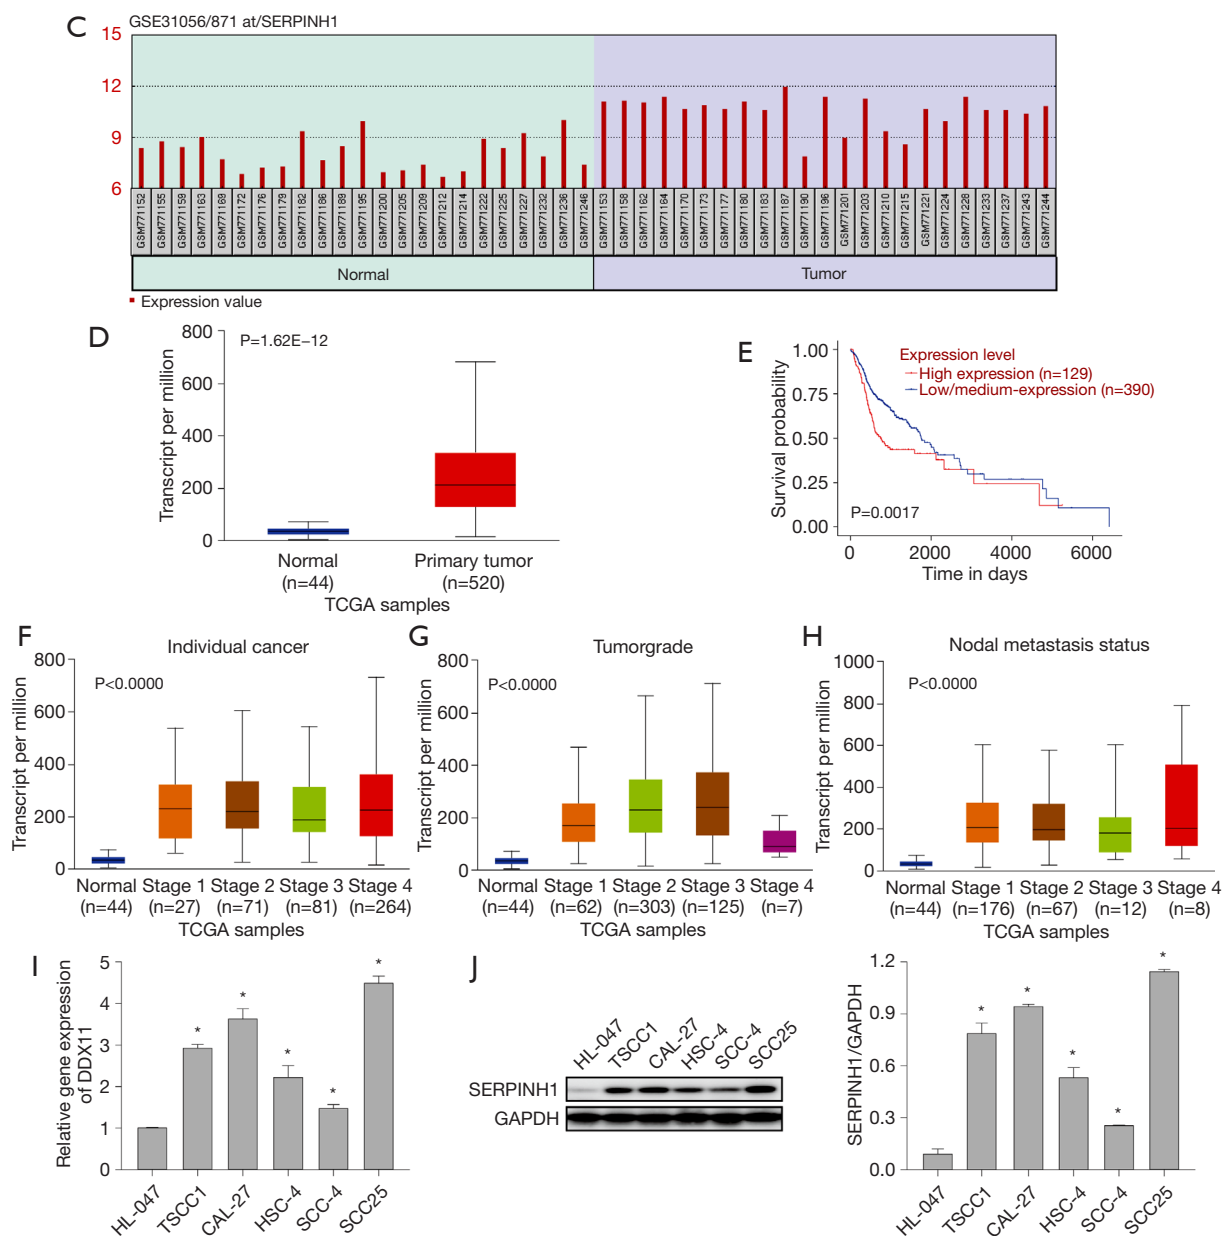 C
GSE31056/871 at/SERPINH1
15
12
9
6
GSM771152
GSM771155
GSM771159
GSM771163
GSM771169
GSM771172
GSM771176
GSM771179
GSM771182
GSM771186
GSM771189
GSM771195
GSM771200
GSM771205
GSM771209
GSM771212
GSM771214
GSM771222
GSM771225
GSM771227
GSM771232
GSM771236
GSM771246
GSM771153
GSM771158
GSM771162
GSM771164
GSM771170
GSM771173
GSM771177
GSM771180
GSM771183
GSM771187
GSM771190
GSM771196
GSM771201
GSM771203
GSM771210
GSM771215
GSM771221
GSM771224
GSM771228
GSM771233
GSM771237
GSM771243
GSM771244
Normal Tumor
Expression value
D
P=1.62E−12
Transcript per million
800
600
400
200
0
Normal Primary tumor
(n=44) (n=520)
TCGA samples
E
Expression level
High expression (n=129)
Low/medium-expression (n=390)
Survival probability
1.00
0.75
0.50
0.25
0.00
P=0.0017
0 2000 4000 6000
Time in days
F
Individual cancer
P<0.0000
Transcript per million
800
600
400
200
0
Normal Stage 1 Stage 2 Stage 3 Stage 4
(n=44) (n=27) (n=71) (n=81) (n=264)
TCGA samples
G
Tumorgrade
P<0.0000
Transcript per million
800
600
400
200
0
Normal Stage 1 Stage 2 Stage 3 Stage 4
(n=44) (n=62) (n=303) (n=125) (n=7)
TCGA samples
H
Nodal metastasis status
P<0.0000
Transcript per million
1000
800
600
400
200
0
Normal Stage 1 Stage 2 Stage 3 Stage 4
(n=44) (n=176) (n=67) (n=12) (n=8)
TCGA samples
I
Relative gene expression
of DDX11
5
4
3
2
1
0
* * * * *
HL-047 TSCC1 CAL-27 HSC-4 SCC-4 SCC25
J
HL-047 TSCC1 CAL-27 HSC-4 SCC-4 SCC25
SERPINH1
GAPDH
SERPINH1/GAPDH
1.2
0.9
0.6
0.3
0.0
* * * * *
HL-047 TSCC1 CAL-27 HSC-4 SCC-4 SCC25